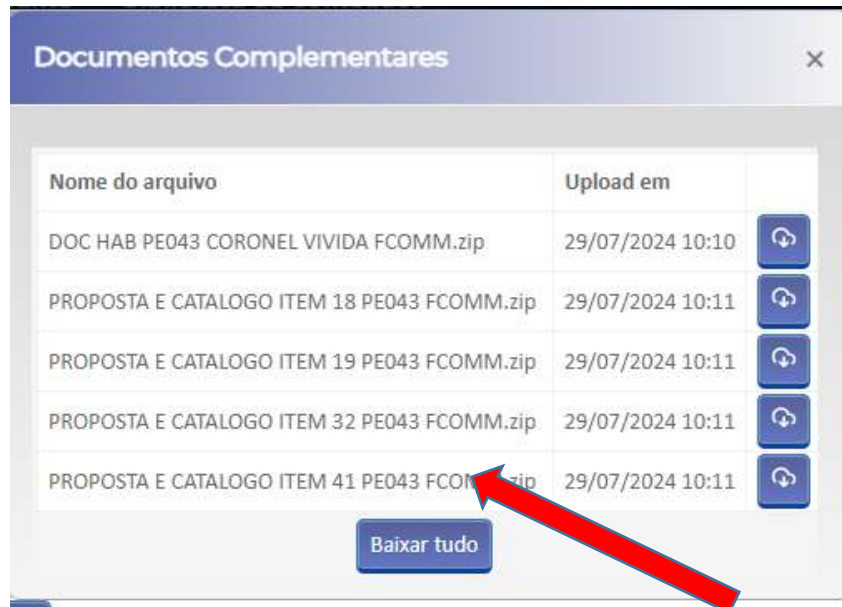 Documentos Complementares ×
Nome do arquivo Upload em
DOC HAB PE043 CORONEL VIVIDA FCOMM.zip 29/07/2024 10:10
PROPOSTA E CATALOGO ITEM 18 PE043 FCOMM.zip 29/07/2024 10:11
PROPOSTA E CATALOGO ITEM 19 PE043 FCOMM.zip 29/07/2024 10:11
PROPOSTA E CATALOGO ITEM 32 PE043 FCOMM.zip 29/07/2024 10:11
PROPOSTA E CATALOGO ITEM 41 PE043 29/07/2024 10:11
Baixar tudo